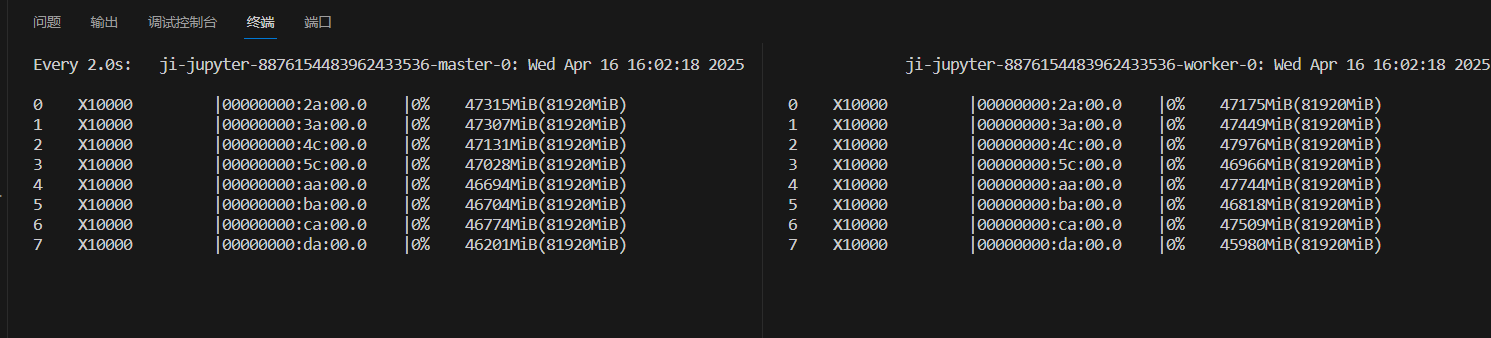 问题 输出 调试控制台 终端 端口
Every 2.0s: ji-jupyter-8876154483962433536-master-0: Wed Apr 16 16:02:18 2025
0 X10000 |00000000:2a:00.0 |0% 47315MiB(81920MiB)
1 X10000 |00000000:3a:00.0 |0% 47307MiB(81920MiB)
2 X10000 |00000000:4c:00.0 |0% 47131MiB(81920MiB)
3 X10000 |00000000:5c:00.0 |0% 47028MiB(81920MiB)
4 X10000 |00000000:aa:00.0 |0% 46694MiB(81920MiB)
5 X10000 |00000000:ba:00.0 |0% 46704MiB(81920MiB)
6 X10000 |00000000:ca:00.0 |0% 46774MiB(81920MiB)
7 X10000 |00000000:da:00.0 |0% 46201MiB(81920MiB)
ji-jupyter-8876154483962433536-worker-0: Wed Apr 16 16:02:18 2025
0 X10000 |00000000:2a:00.0 |0% 47175MiB(81920MiB)
1 X10000 |00000000:3a:00.0 |0% 47449MiB(81920MiB)
2 X10000 |00000000:4c:00.0 |0% 47976MiB(81920MiB)
3 X10000 |00000000:5c:00.0 |0% 46966MiB(81920MiB)
4 X10000 |00000000:aa:00.0 |0% 47744MiB(81920MiB)
5 X10000 |00000000:ba:00.0 |0% 46818MiB(81920MiB)
6 X10000 |00000000:ca:00.0 |0% 47509MiB(81920MiB)
7 X10000 |00000000:da:00.0 |0% 45980MiB(81920MiB)